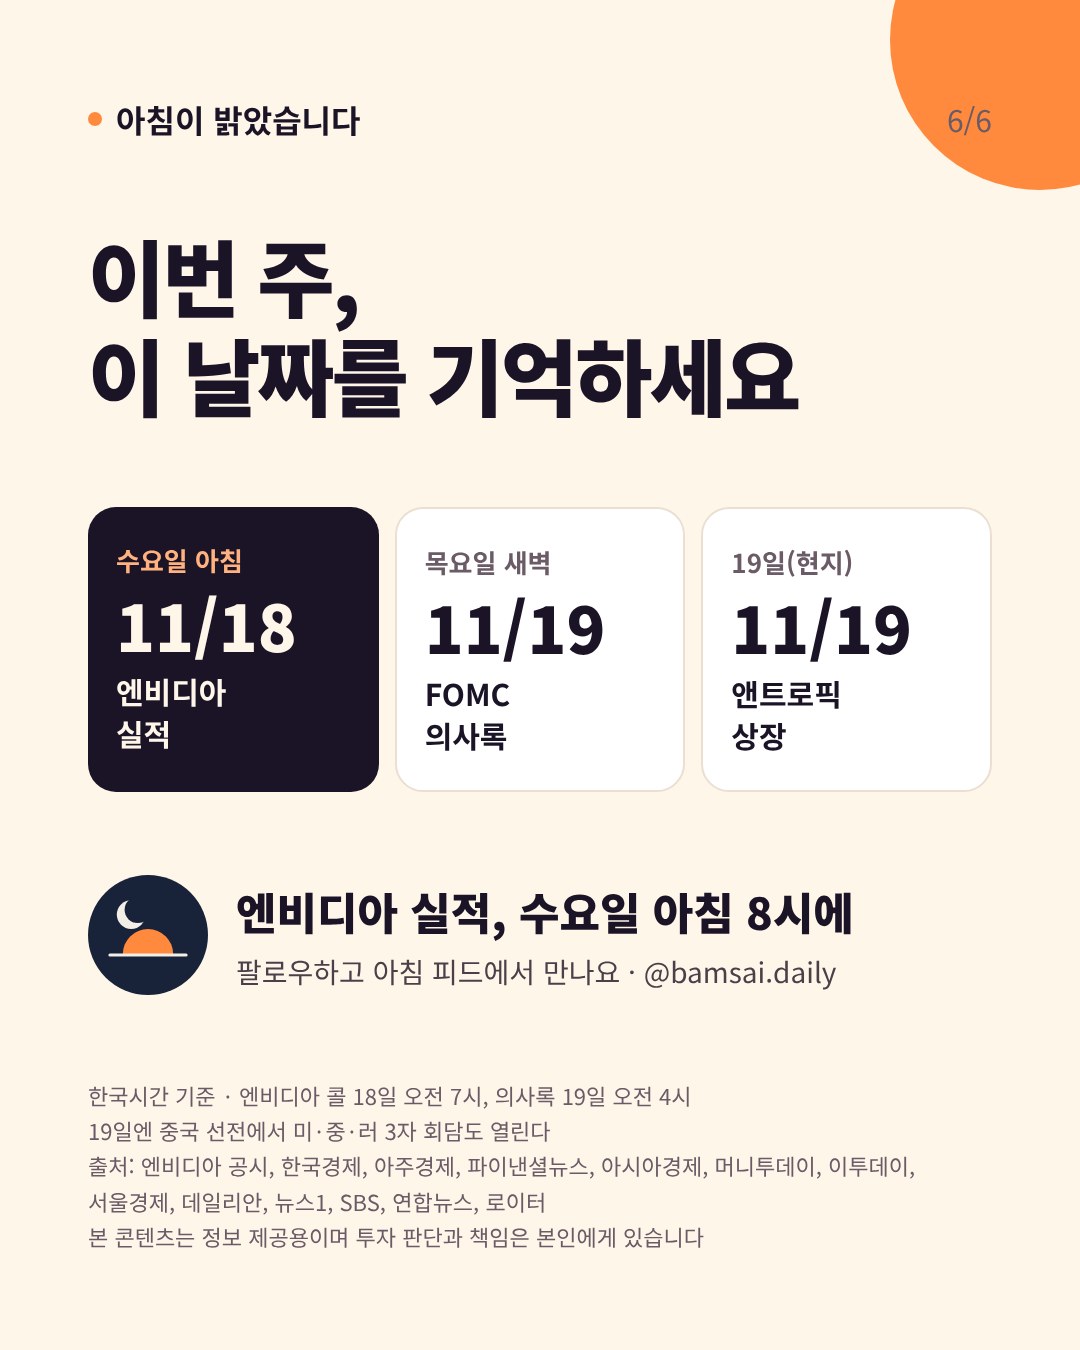 아침이 밝았습니다
6/6
이번 주,
이 날짜를 기억하세요
수요일 아침
11/18
엔비디아
실적
목요일 새벽
11/19
FOMC
의사록
19일(현지)
11/19
앤트로픽
상장
엔비디아 실적, 수요일 아침 8시에
팔로우하고 아침 피드에서 만나요 · @bamsai.daily
한국시간 기준 · 엔비디아 콜 18일 오전 7시, 의사록 19일 오전 4시
19일엔 중국 선전에서 미·중·러 3자 회담도 열린다
출처: 엔비디아 공시, 한국경제, 아주경제, 파이낸셜뉴스, 아시아경제, 머니투데이, 이투데이,
서울경제, 데일리안, 뉴스1, SBS, 연합뉴스, 로이터
본 콘텐츠는 정보 제공용이며 투자 판단과 책임은 본인에게 있습니다